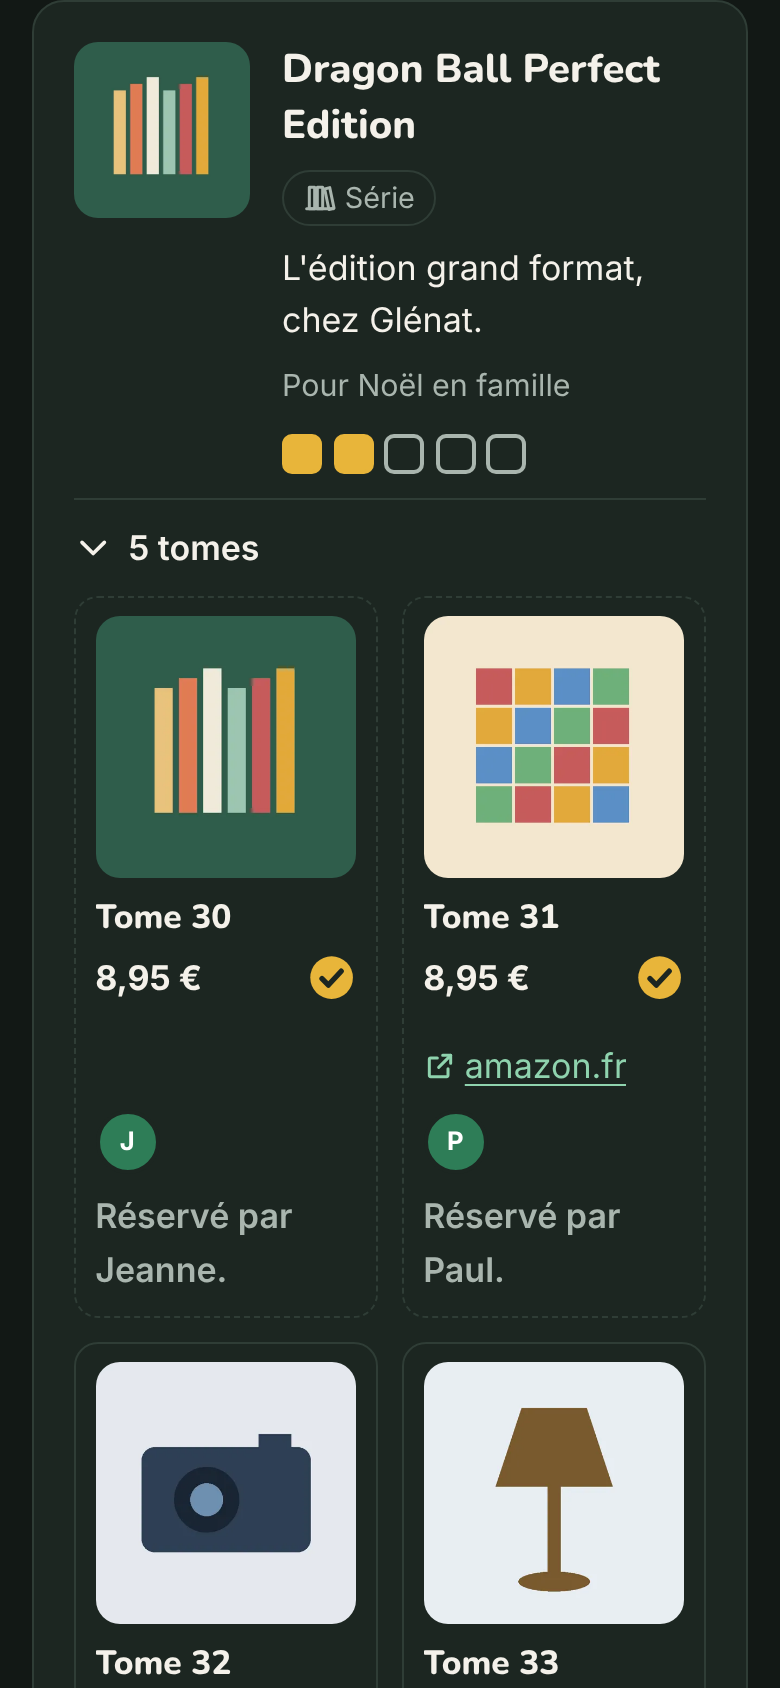 Dragon Ball Perfect
Edition
Série
L'édition grand format,
chez Glénat.
Pour Noël en famille
5 tomes
Tome 30
8,95 €
J
Réservé par
Jeanne.
Tome 31
8,95 €
amazon.fr
P
Réservé par
Paul.
Tome 32
Tome 33